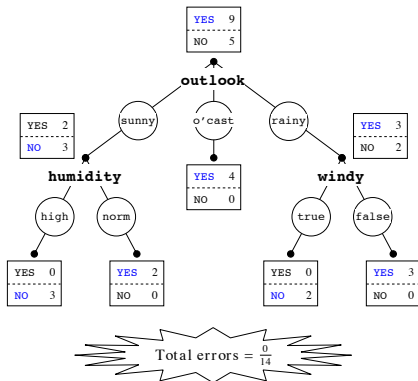 YES 9
NO 5
outlook
sunny
o'cast
rainy
YES 2
NO 3
YES 4
NO 0
YES 3
NO 2
humidity
windy
high
norm
true
false
YES 0
NO 3
YES 2
NO 0
YES 0
NO 2
YES 3
NO 0
Total errors = 0/14